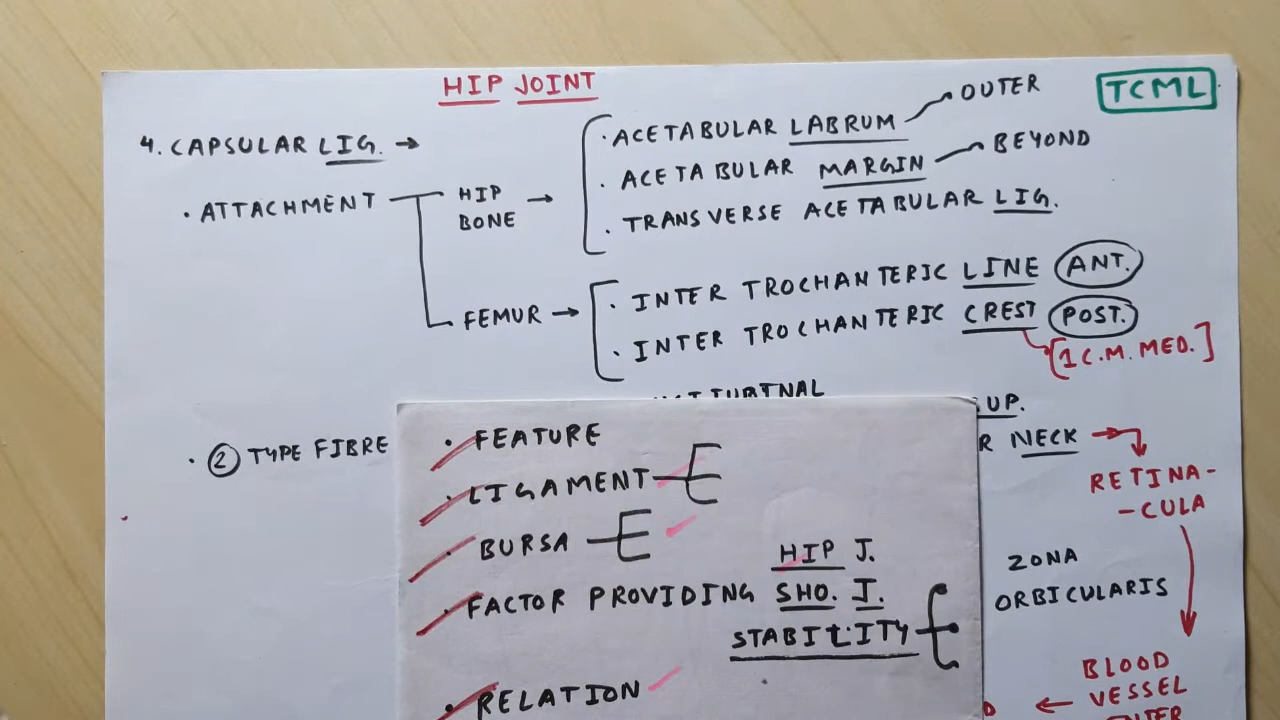 HIP JOINT
TCML
4. CAPSULAR LIG. →
· ATTACHMENT
HIP BONE →
· ACETABULAR LABRUM OUTER
· ACETABULAR MARGIN BEYOND
· TRANSVERSE ACETABULAR LIG.
FEMUR →
· INTER TROCHANTERIC LINE (ANT.)
· INTER TROCHANTERIC CREST (POST.)
[1 C.M. MED.]
· ② TYPE FIBRE
UP.
R NECK →
RETINA-
-CULA
ZONA
ORBICULARIS
BLOOD
← VESSEL
· FEATURE
· LIGAMENT
· BURSA
· FACTOR PROVIDING
HIP J.
SHO. J.
STABILITY
· RELATION